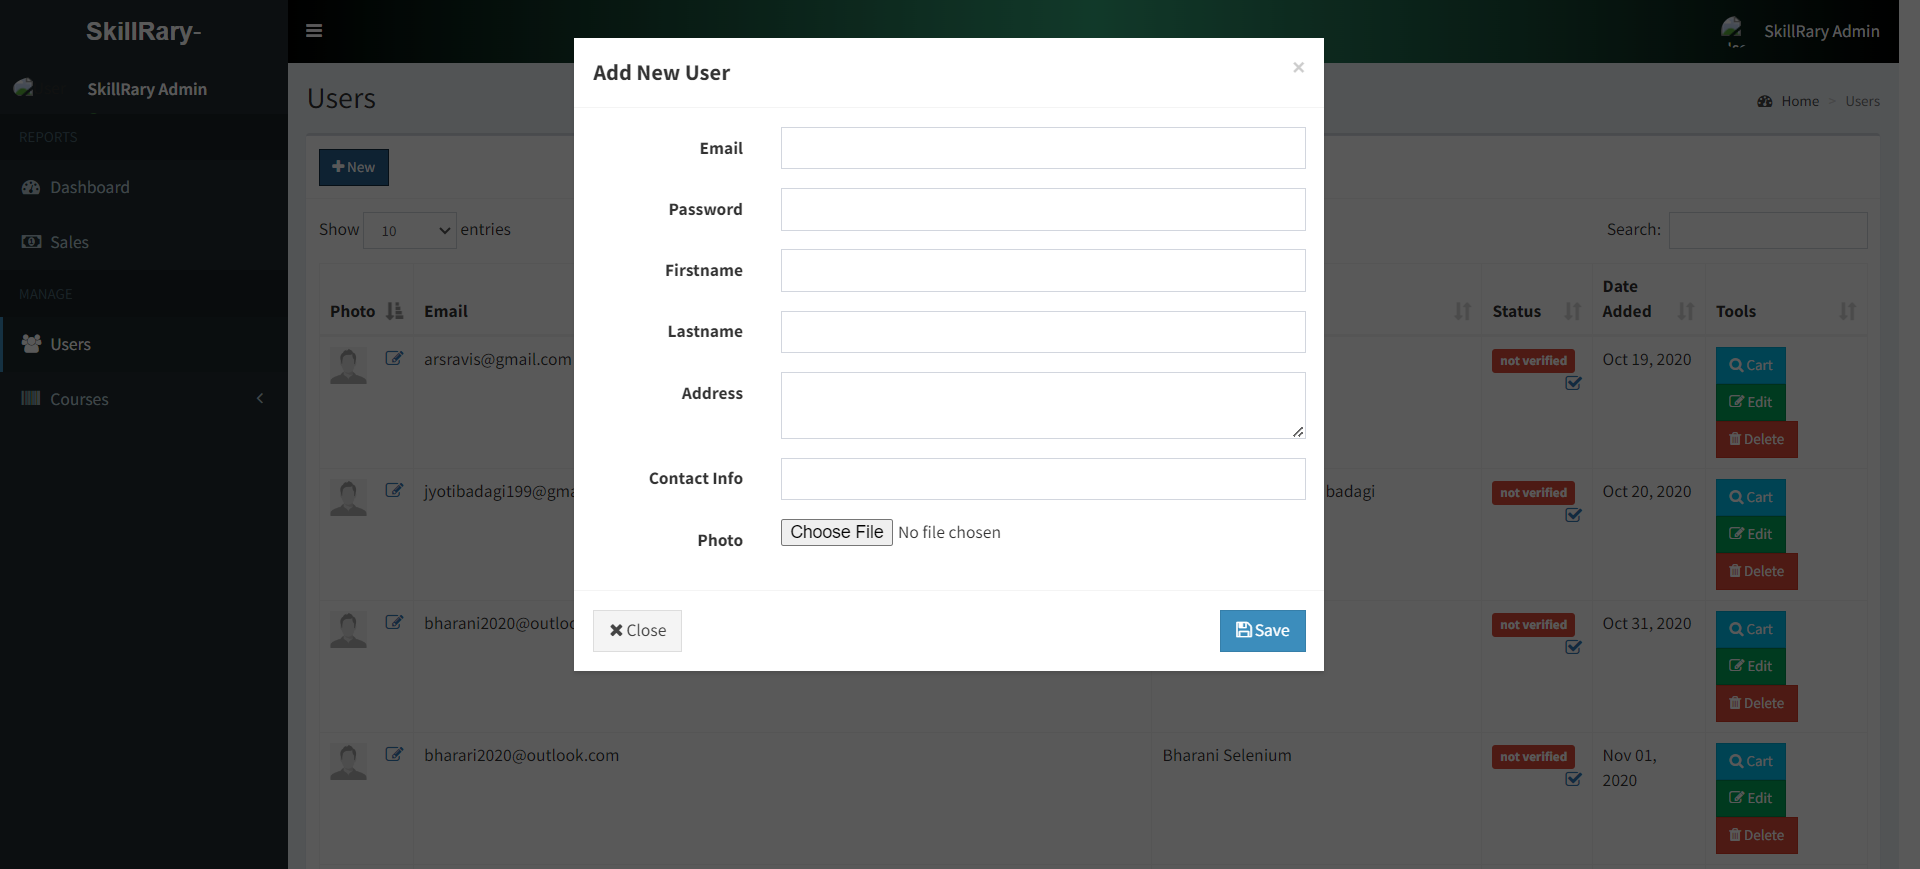 SkillRary-
SkillRary Admin
SkillRary Admin
REPORTS
Dashboard
Sales
MANAGE
Users
Courses
Users
Home > Users
New
Show 10 entries
Search:
Photo Email Status Date Added Tools
arsravis@gmail.com not verified Oct 19, 2020
Cart
Edit
Delete
jyotibadagi199@gma badagi not verified Oct 20, 2020
Cart
Edit
Delete
bharani2020@outloo not verified Oct 31, 2020
Cart
Edit
Delete
bharari2020@outlook.com Bharani Selenium not verified Nov 01, 2020
Cart
Edit
Delete
Add New User ×
Email
Password
Firstname
Lastname
Address
Contact Info
Photo Choose File No file chosen
Close
Save